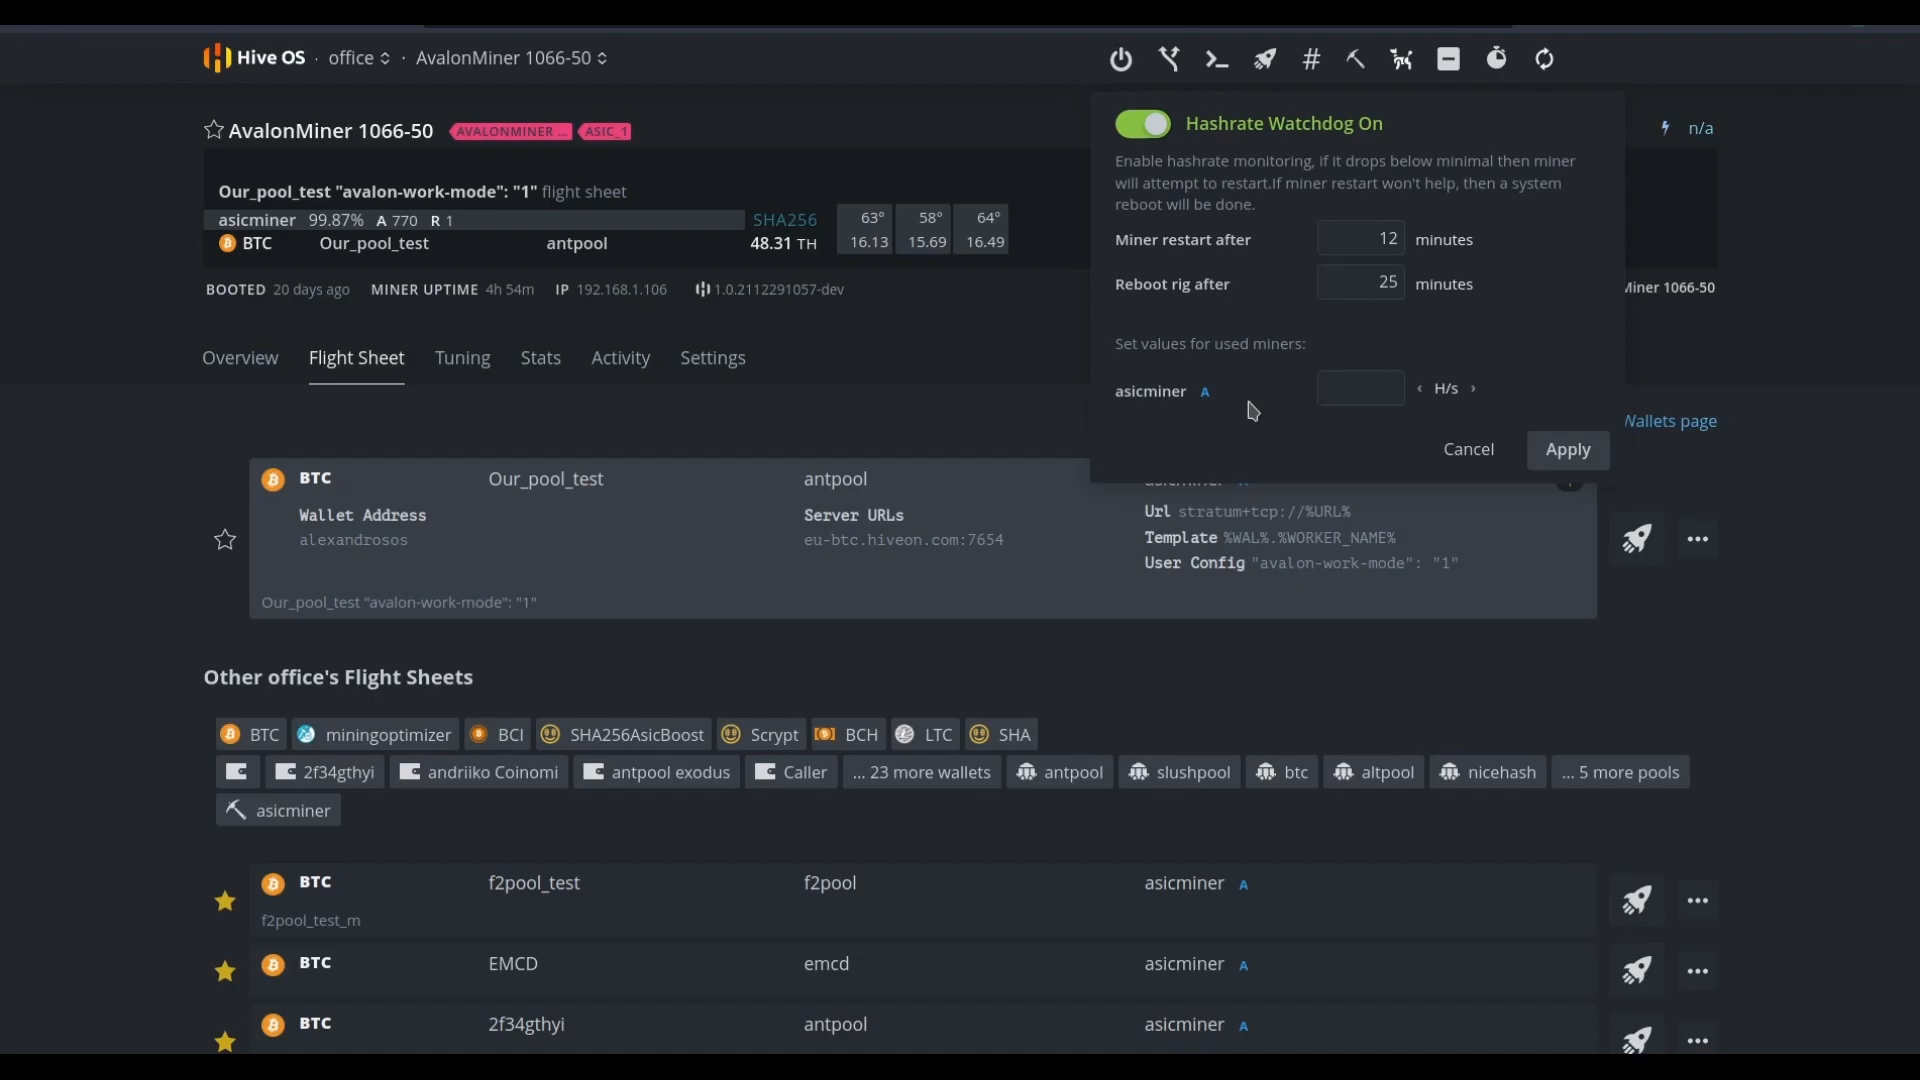 Hive OS · office · AvalonMiner 1066-50
AvalonMiner 1066-50 AVALONMINER ... ASIC_1
n/a
Our_pool_test "avalon-work-mode": "1" flight sheet
asicminer 99.87% A 770 R 1 SHA256 63° 58° 64°
BTC Our_pool_test antpool 48.31 TH 16.13 15.69 16.49
BOOTED 20 days ago MINER UPTIME 4h 54m IP 192.168.1.106 1.0.2112291057-dev
Miner 1066-50
Overview Flight Sheet Tuning Stats Activity Settings
Hashrate Watchdog On
Enable hashrate monitoring, if it drops below minimal then miner
will attempt to restart.If miner restart won't help, then a system
reboot will be done.
Miner restart after 12 minutes
Reboot rig after 25 minutes
Set values for used miners:
asicminer A ‹ H/s ›
Cancel Apply
Wallets page
BTC Our_pool_test antpool
Wallet Address Server URLs Url stratum+tcp://%URL%
alexandrosos eu-btc.hiveon.com:7654 Template %WAL%.%WORKER_NAME%
User Config "avalon-work-mode": "1"
Our_pool_test "avalon-work-mode": "1"
Other office's Flight Sheets
BTC miningoptimizer BCI SHA256AsicBoost Scrypt BCH LTC SHA
2f34gthyi andriiko Coinomi antpool exodus Caller ... 23 more wallets antpool slushpool btc altpool nicehash ... 5 more pools
asicminer
BTC f2pool_test f2pool asicminer A
f2pool_test_m
BTC EMCD emcd asicminer A
BTC 2f34gthyi antpool asicminer A